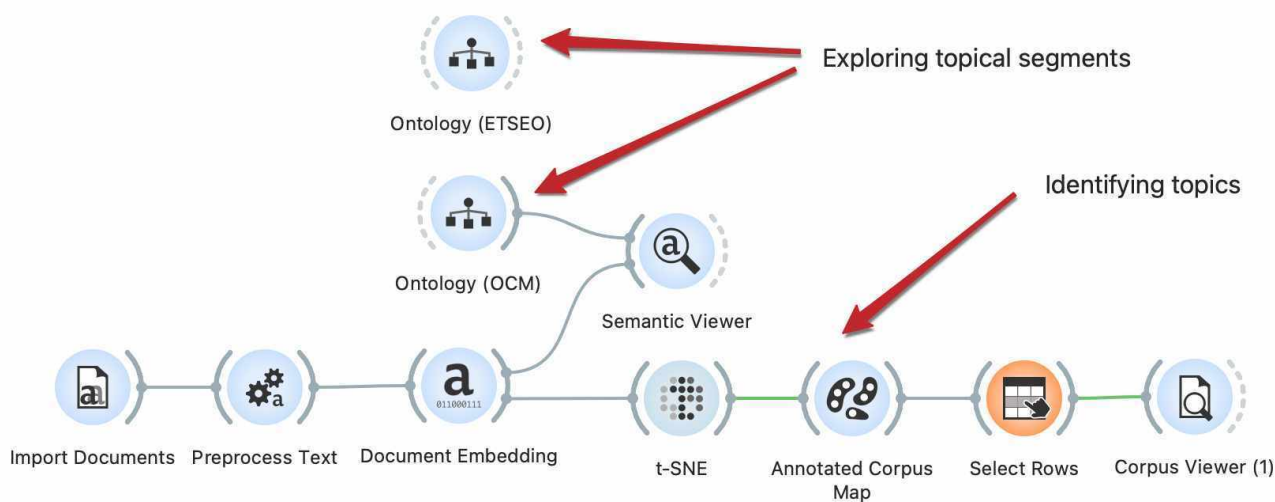 Exploring topical segments
Ontology (ETSEO)
Identifying topics
Ontology (OCM)
a
Semantic Viewer
a
a
a
011000111
Import Documents
Preprocess Text
Document Embedding
t-SNE
Annotated Corpus
Map
Select Rows
Corpus Viewer (1)